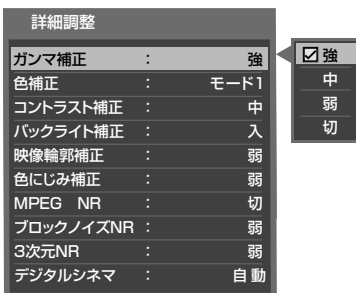 詳細調整
ガンマ補正 : 強
色補正 : モード1
コントラスト補正 : 中
バックライト補正 : 入
映像輪郭補正 : 弱
色にじみ補正 : 弱
MPEG NR : 切
ブロックノイズNR : 弱
3次元NR : 弱
デジタルシネマ : 自動
強
中
弱
切